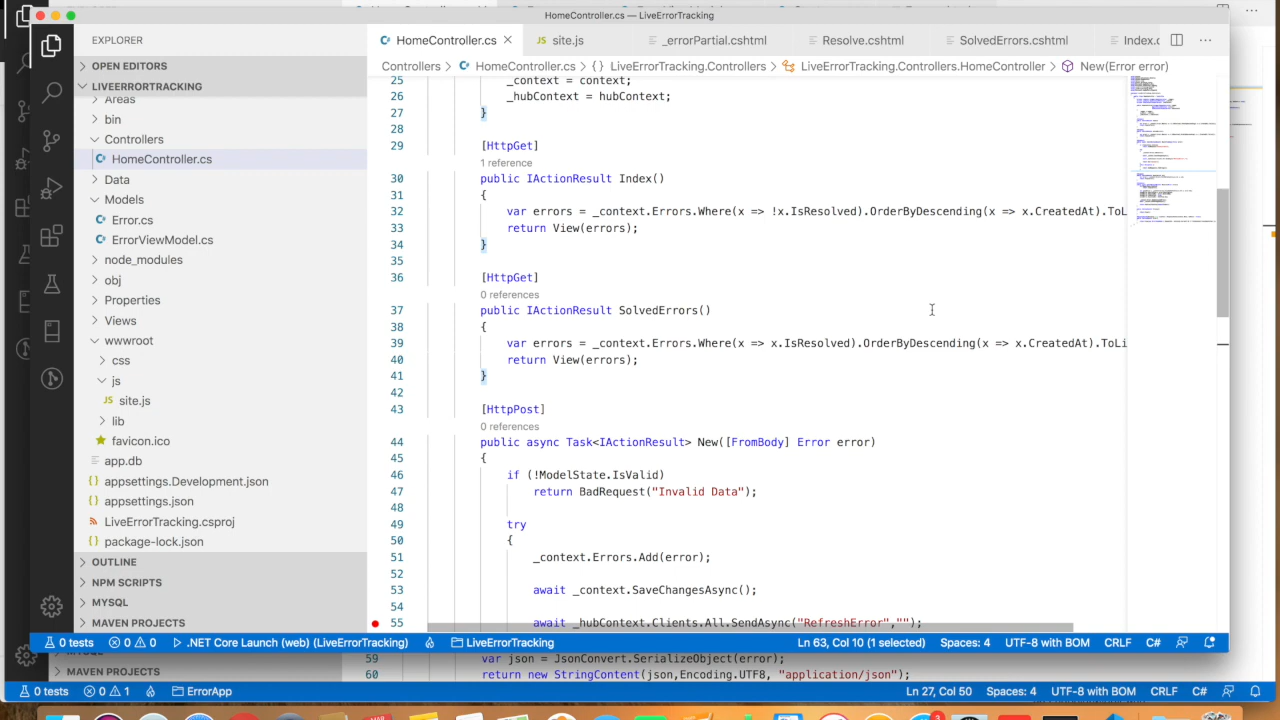 HomeController.cs — LiveErrorTracking
EXPLORER
OPEN EDITORS
LIVEERRORTRACKING
Areas
bin
Controllers
HomeController.cs
dels
Error.cs
ErrorViewModel.cs
node_modules
obj
Properties
Views
wwwroot
css
js
JS site.js
lib
favicon.ico
app.db
appsettings.Development.json
appsettings.json
LiveErrorTracking.csproj
package-lock.json
OUTLINE
NPM SCRIPTS
MYSQL
MAVEN PROJECTS
HomeController.cs
JS site.js
_errorPartial.cshtml
Resolve.cshtml
SolvedErrors.cshtml
Index.c
Controllers > HomeController.cs > {} LiveErrorTracking.Controllers > LiveErrorTracking.Controllers.HomeController > New(Error error)
25 _context = context;
26 _hubContext = hubContext;
27 }
28
29 [HttpGet]
1 reference
30 public IActionResult Index()
31 {
32 var errors = _context.Errors.Where(x => !x.IsResolved).OrderByDescending(x => x.CreatedAt).ToL
33 return View(errors);
34 }
35
36 [HttpGet]
0 references
37 public IActionResult SolvedErrors()
38 {
39 var errors = _context.Errors.Where(x => x.IsResolved).OrderByDescending(x => x.CreatedAt).ToLi
40 return View(errors);
41 }
42
43 [HttpPost]
0 references
44 public async Task<IActionResult> New([FromBody] Error error)
45 {
46 if (!ModelState.IsValid)
47 return BadRequest("Invalid Data");
48
49 try
50 {
51 _context.Errors.Add(error);
52
53 await _context.SaveChangesAsync();
54
55 await _hubContext.Clients.All.SendAsync("RefreshError","");
0 tests 0 0 .NET Core Launch (web) (LiveErrorTracking) LiveErrorTracking Ln 63, Col 10 (1 selected) Spaces: 4 UTF-8 with BOM CRLF C#
59 var json = JsonConvert.SerializeObject(error);
MAVEN PROJECTS
60 return new StringContent(json,Encoding.UTF8, "application/json");
0 tests 0 1 ErrorApp Ln 27, Col 50 Spaces: 4 UTF-8 with BOM CRLF C#